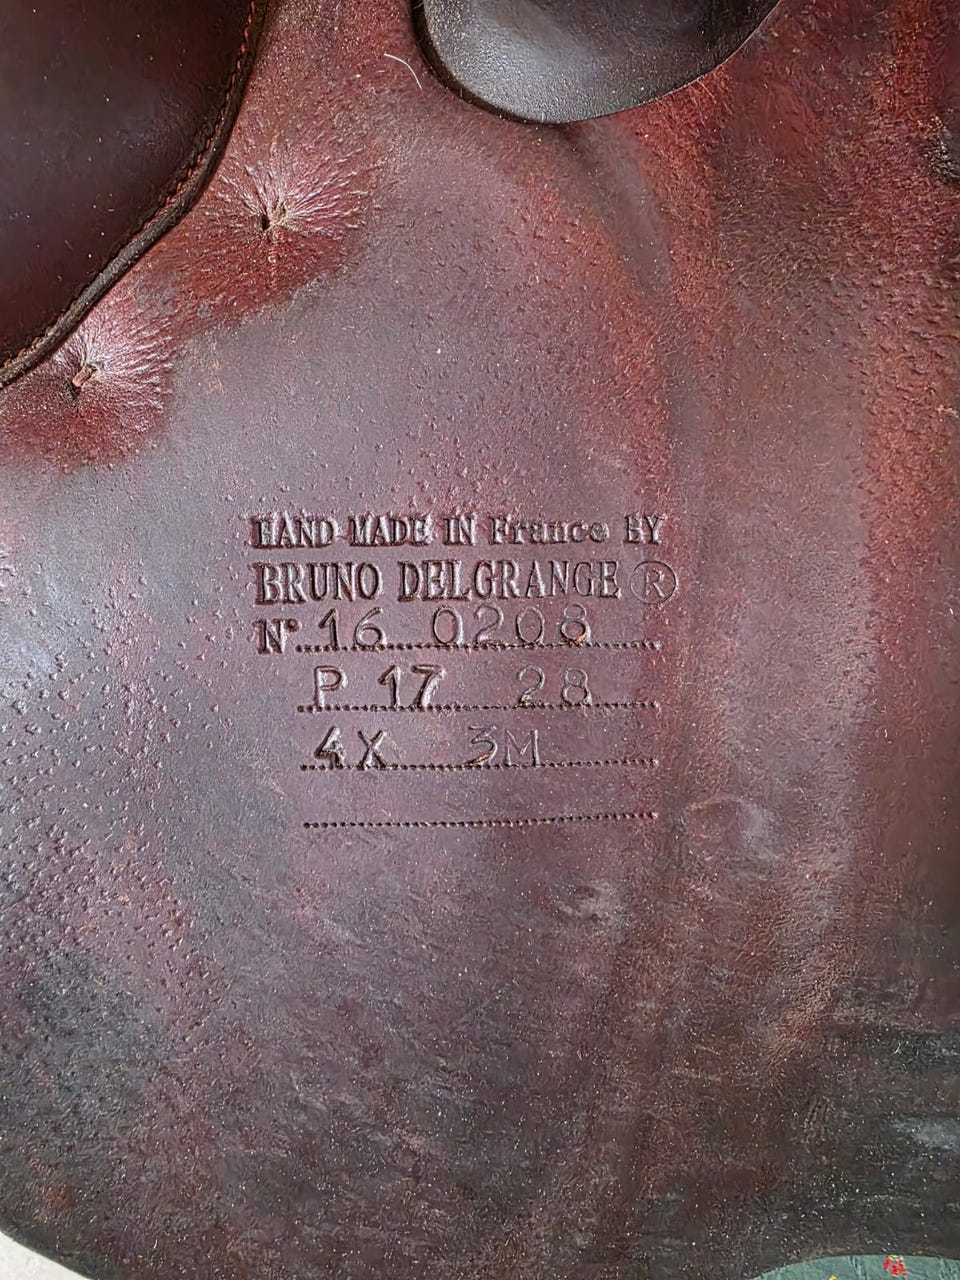 HAND MADE IN France BY
BRUNO DELGRANGE ®
N° 16 0208
P 17 28
4X 3M